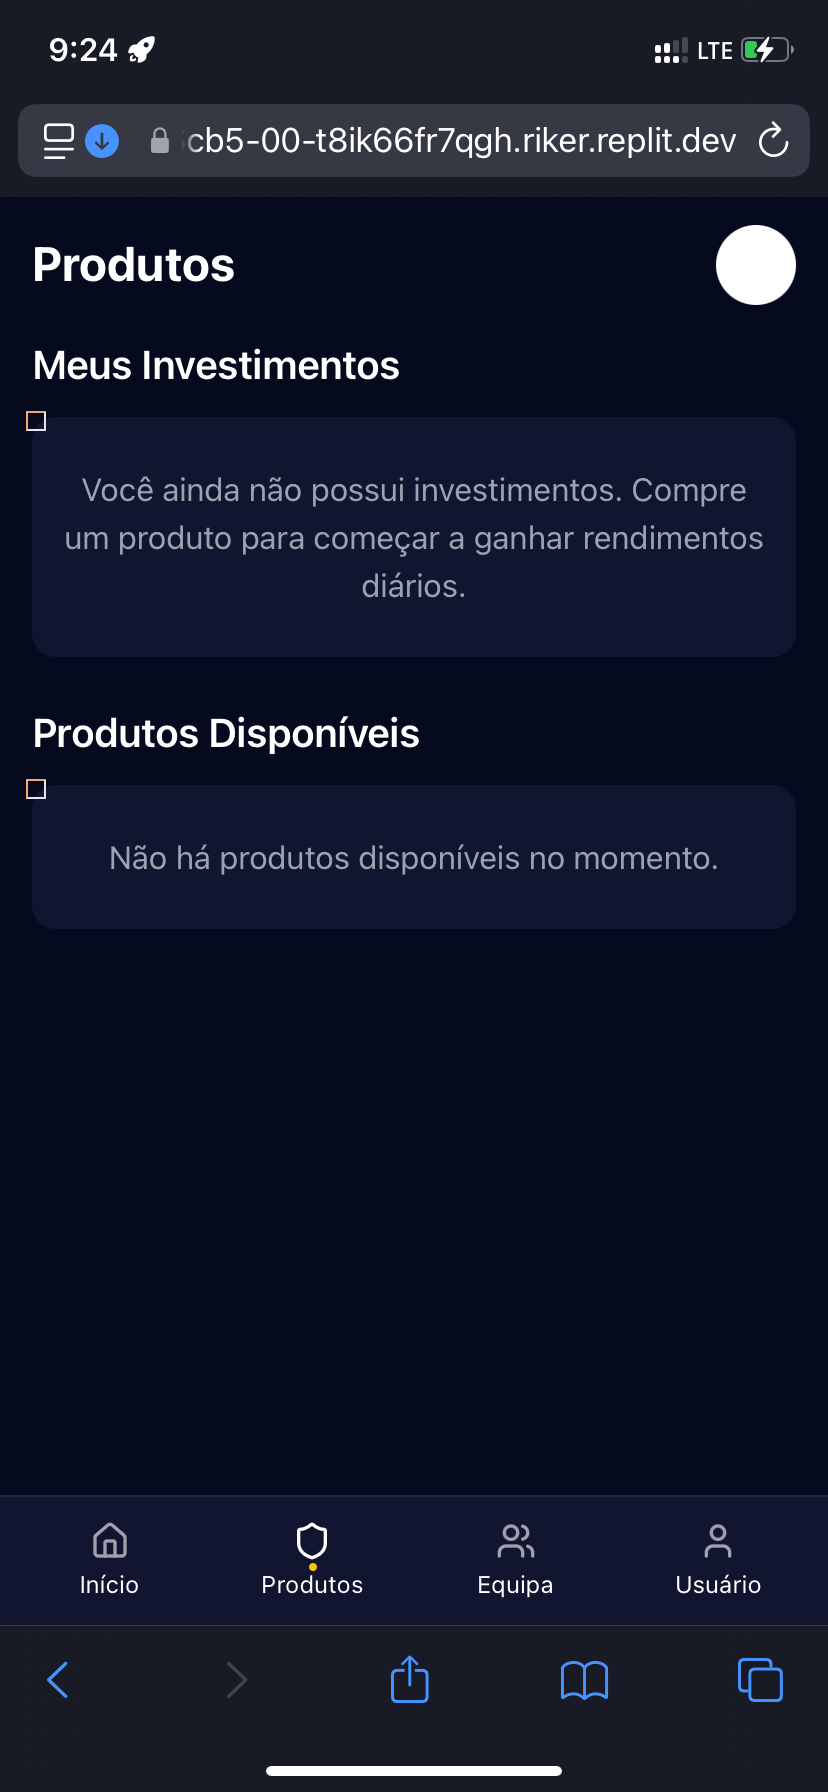 9:24
LTE
cb5-00-t8ik66fr7qgh.riker.replit.dev
Produtos
Meus Investimentos
Você ainda não possui investimentos. Compre
um produto para começar a ganhar rendimentos
diários.
Produtos Disponíveis
Não há produtos disponíveis no momento.
Início
Produtos
Equipa
Usuário